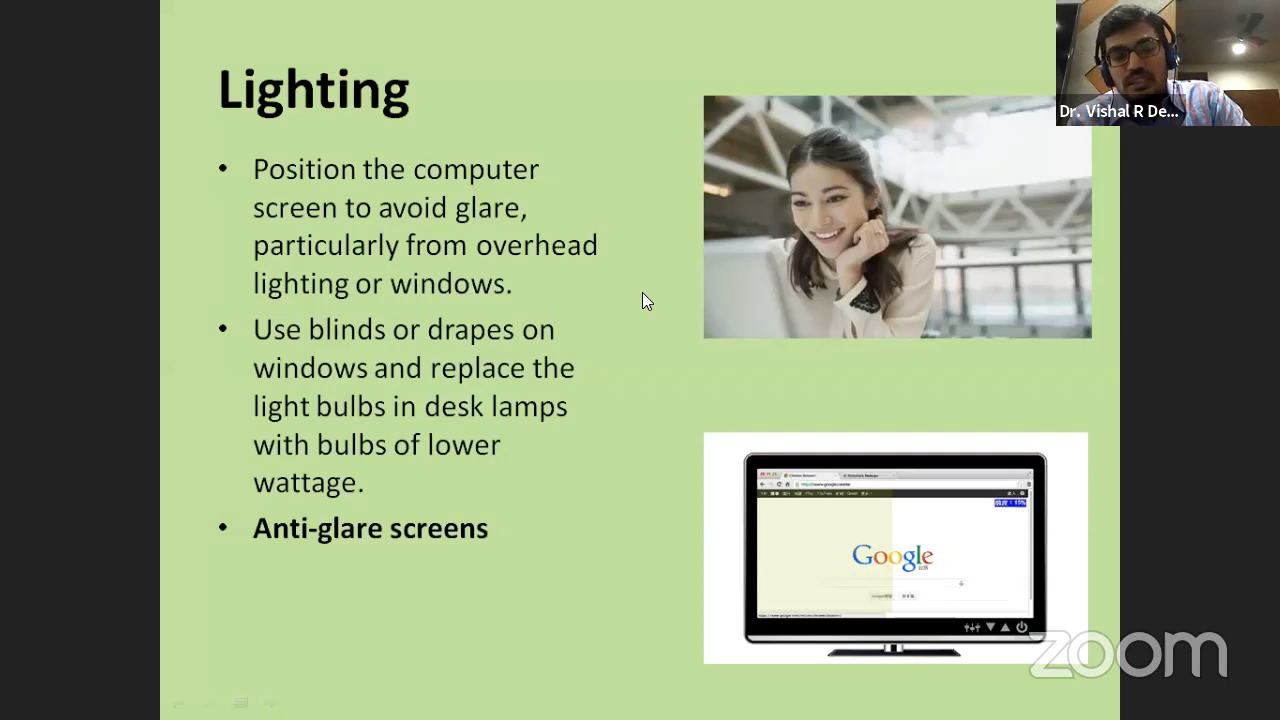 Lighting
• Position the computer
screen to avoid glare,
particularly from overhead
lighting or windows.
• Use blinds or drapes on
windows and replace the
light bulbs in desk lamps
with bulbs of lower
wattage.
• Anti-glare screens
Dr. Vishal R De...
Google
zoom